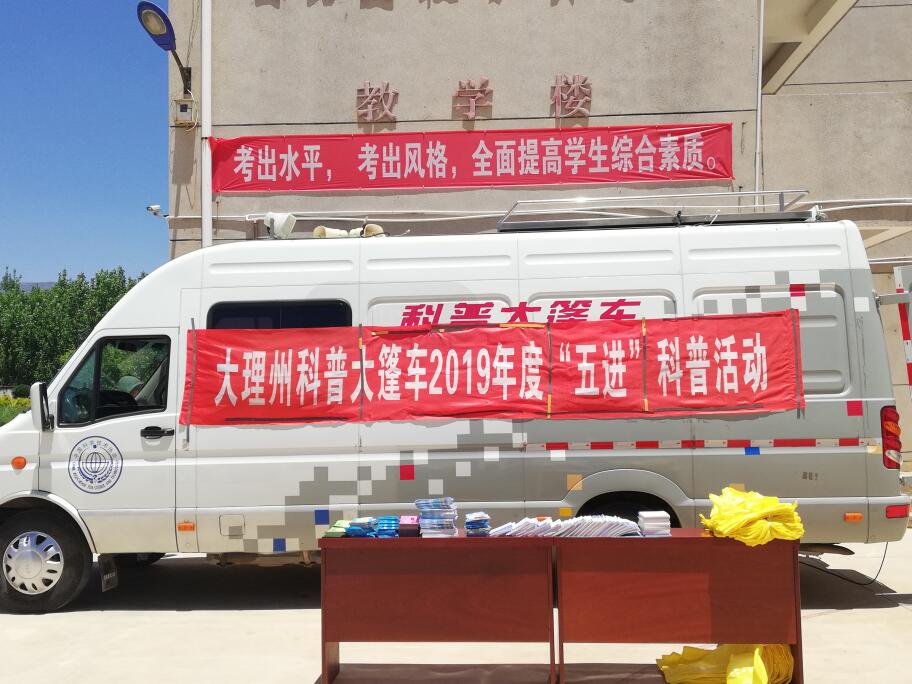 教学楼
考出水平， 考出风格，全面提高学生综合素质。
科普大篷车
大理州科普大篷车2019年度“五进”科普活动